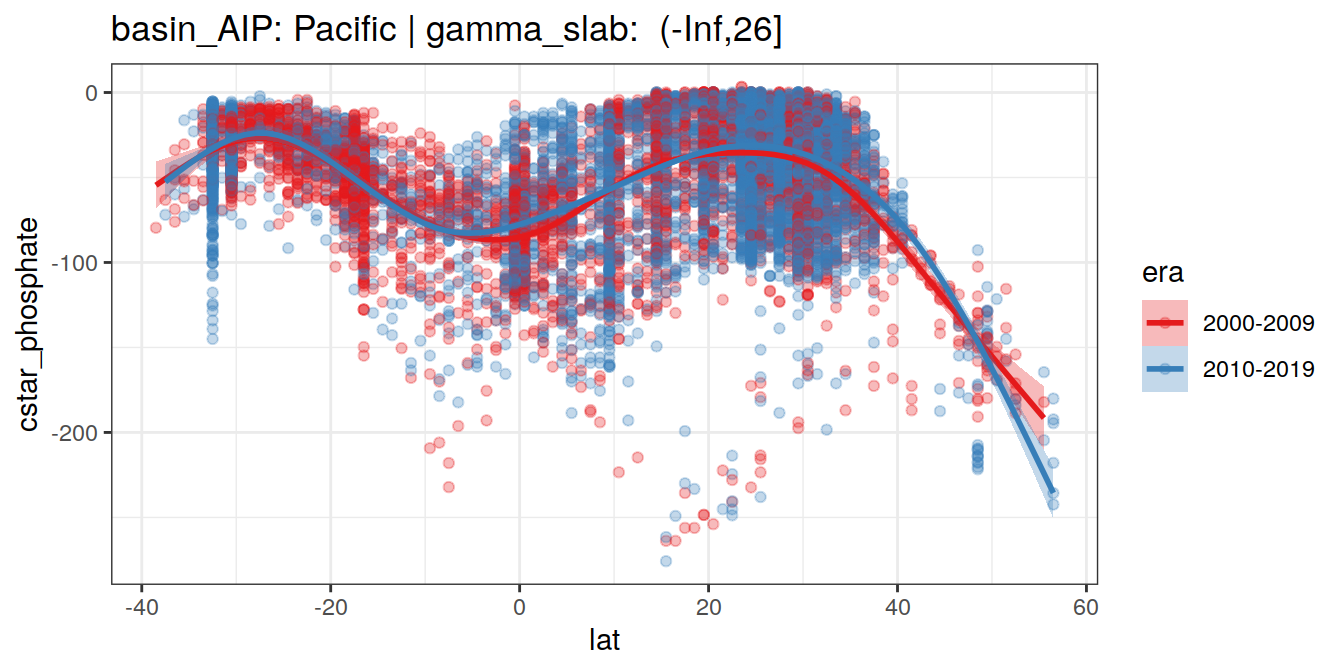 basin_AIP: Pacific | gamma_slab:  (-Inf,26]
0
-100
-200
cstar_phosphate
-40
-20
0
20
40
60
lat
era
2000-2009
2010-2019